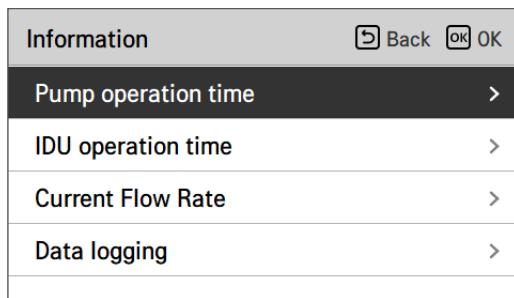 Information Back OK OK
Pump operation time >
IDU operation time >
Current Flow Rate >
Data logging >